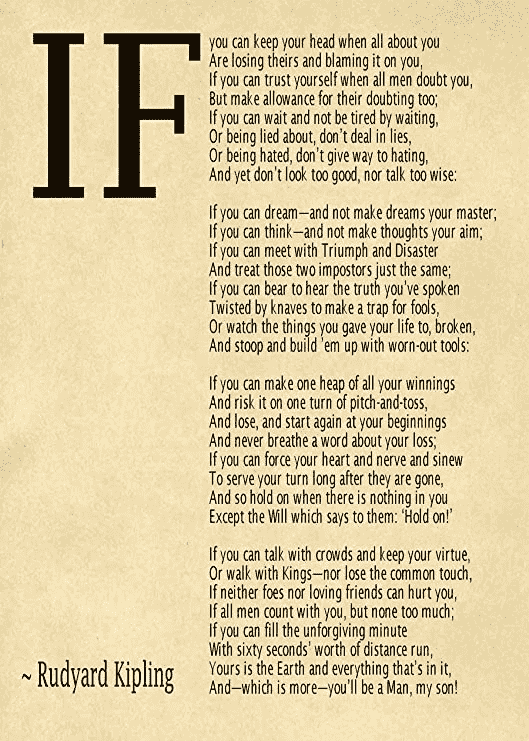 IF you can keep your head when all about you
Are losing theirs and blaming it on you,
If you can trust yourself when all men doubt you,
But make allowance for their doubting too;
If you can wait and not be tired by waiting,
Or being lied about, don't deal in lies,
Or being hated, don't give way to hating,
And yet don't look too good, nor talk too wise:

If you can dream—and not make dreams your master;
If you can think—and not make thoughts your aim;
If you can meet with Triumph and Disaster
And treat those two impostors just the same;
If you can bear to hear the truth you've spoken
Twisted by knaves to make a trap for fools,
Or watch the things you gave your life to, broken,
And stoop and build 'em up with worn-out tools:

If you can make one heap of all your winnings
And risk it on one turn of pitch-and-toss,
And lose, and start again at your beginnings
And never breathe a word about your loss;
If you can force your heart and nerve and sinew
To serve your turn long after they are gone,
And so hold on when there is nothing in you
Except the Will which says to them: 'Hold on!'

If you can talk with crowds and keep your virtue,
Or walk with Kings—nor lose the common touch,
If neither foes nor loving friends can hurt you,
If all men count with you, but none too much;
If you can fill the unforgiving minute
With sixty seconds' worth of distance run,
Yours is the Earth and everything that's in it,
And—which is more—you'll be a Man, my son!
~ Rudyard Kipling